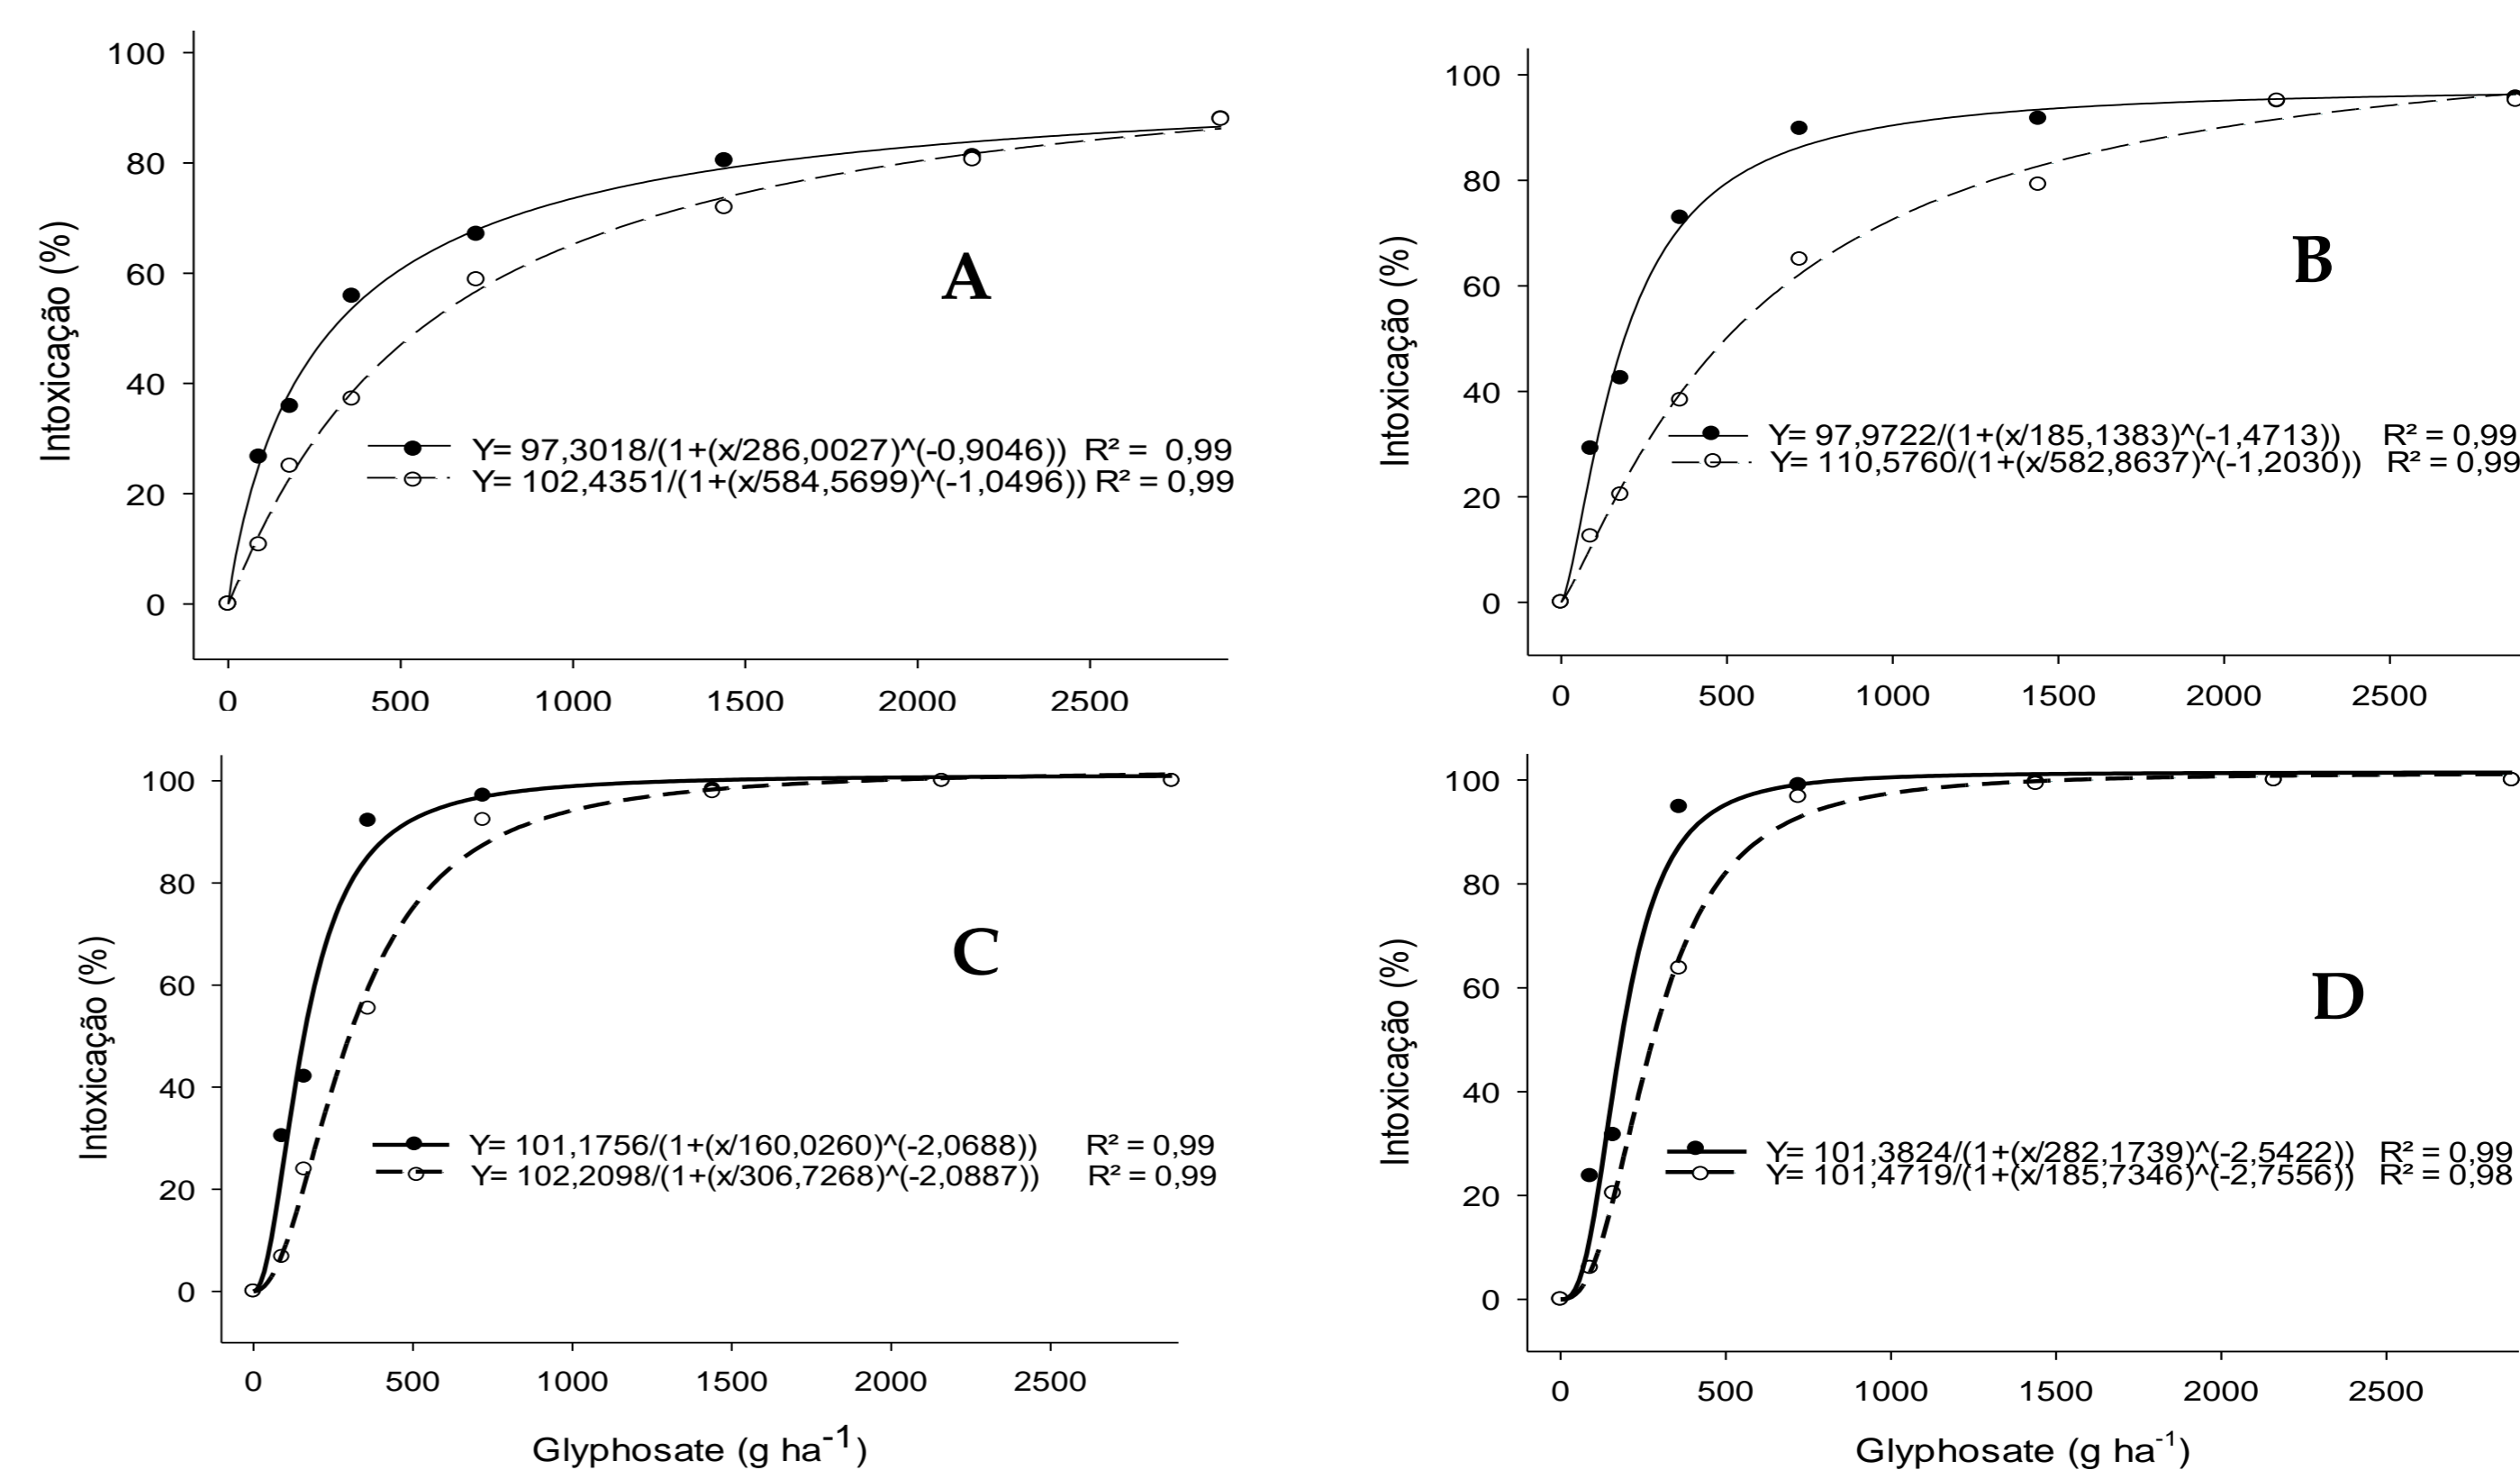 100
80
60
40
20
0
Intoxicação (%)
A
Y= 97,3018/(1+(x/286,0027)^(-0,9046)) R² = 0,99
Y= 102,4351/(1+(x/584,5699)^(-1,0496)) R² = 0,99
0 500 1000 1500 2000 2500
100
80
60
40
20
0
Intoxicação (%)
B
Y= 97,9722/(1+(x/185,1383)^(-1,4713)) R² = 0,99
Y= 110,5760/(1+(x/582,8637)^(-1,2030)) R² = 0,99
0 500 1000 1500 2000 2500
100
80
60
40
20
0
Intoxicação (%)
C
Y= 101,1756/(1+(x/160,0260)^(-2,0688)) R² = 0,99
Y= 102,2098/(1+(x/306,7268)^(-2,0887)) R² = 0,99
0 500 1000 1500 2000 2500
Glyphosate (g ha⁻¹)
100
80
60
40
20
0
Intoxicação (%)
D
Y= 101,3824/(1+(x/282,1739)^(-2,5422)) R² = 0,99
Y= 101,4719/(1+(x/185,7346)^(-2,7556)) R² = 0,98
0 500 1000 1500 2000 2500
Glyphosate (g ha⁻¹)